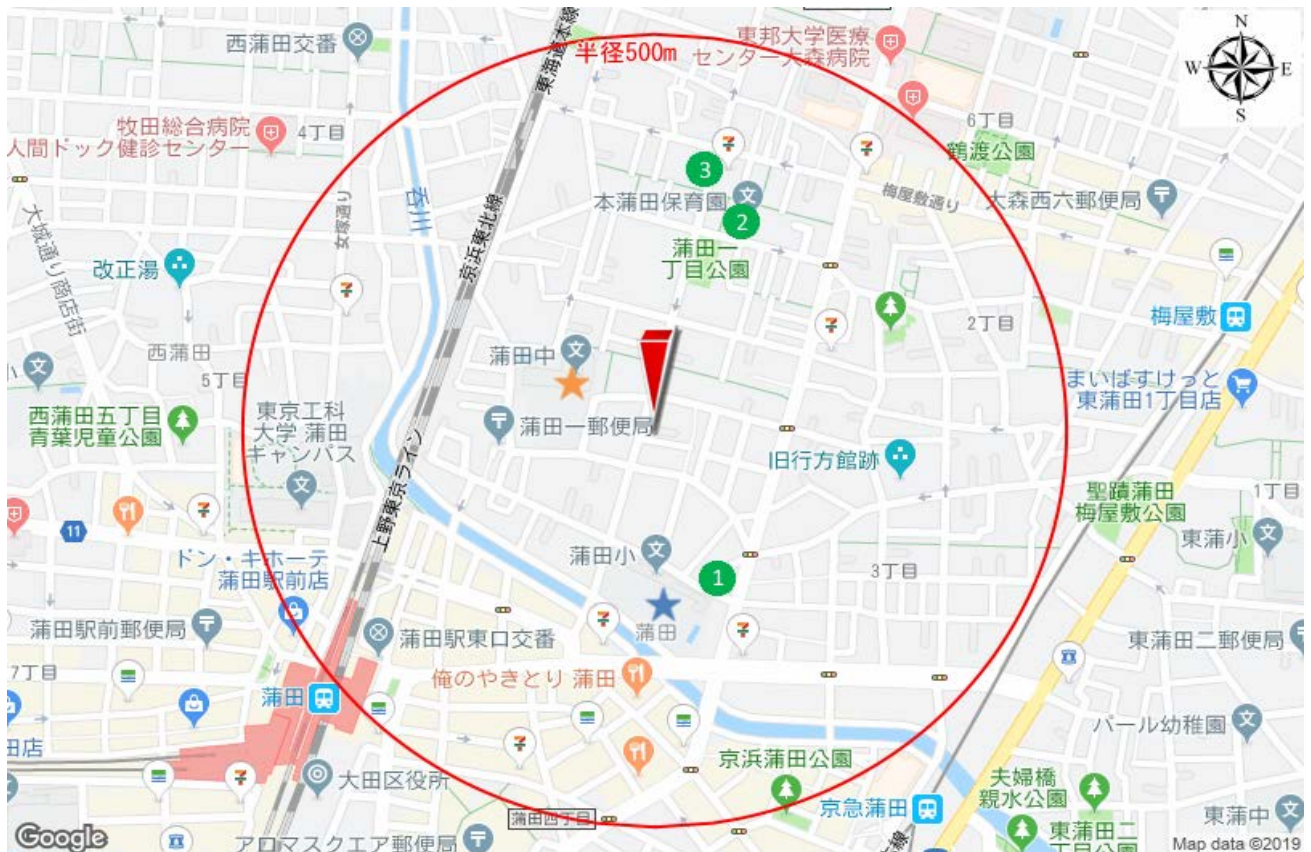 西蒲田交番
東海道本線
半径500m
東邦大学医療
センター大森病院
N
W
E
S
牧田総合病院
人間ドック健診センター
4丁目
6丁目
鶴渡公園
3
本蒲田保育園
梅屋敷通り
大森西六郵便局
呑川
女塚通り
京浜東北線
2
蒲田一
丁目公園
大城通り商店街
改正湯
西蒲田
5丁目
蒲田中
2丁目
梅屋敷
まいばすけっと
東蒲田1丁目店
小
西蒲田五丁目
青葉児童公園
東京工科
大学 蒲田
キャンパス
蒲田一郵便局
旧行方館跡
上野東京ライン
聖蹟蒲田
梅屋敷公園
1丁目
11
ドン・キホーテ
蒲田駅前店
蒲田小
1
3丁目
東蒲小
蒲田駅前郵便局
蒲田駅東口交番
蒲田
東蒲田二郵便局
7丁目
蒲田
俺のやきとり 蒲田
パール幼稚園
田店
大田区役所
京浜蒲田公園
京急蒲田
夫婦橋
親水公園
東蒲中
蒲田四丁目
アロマスクエア郵便局
東蒲田二
丁目公園
Google
Map data ©2019